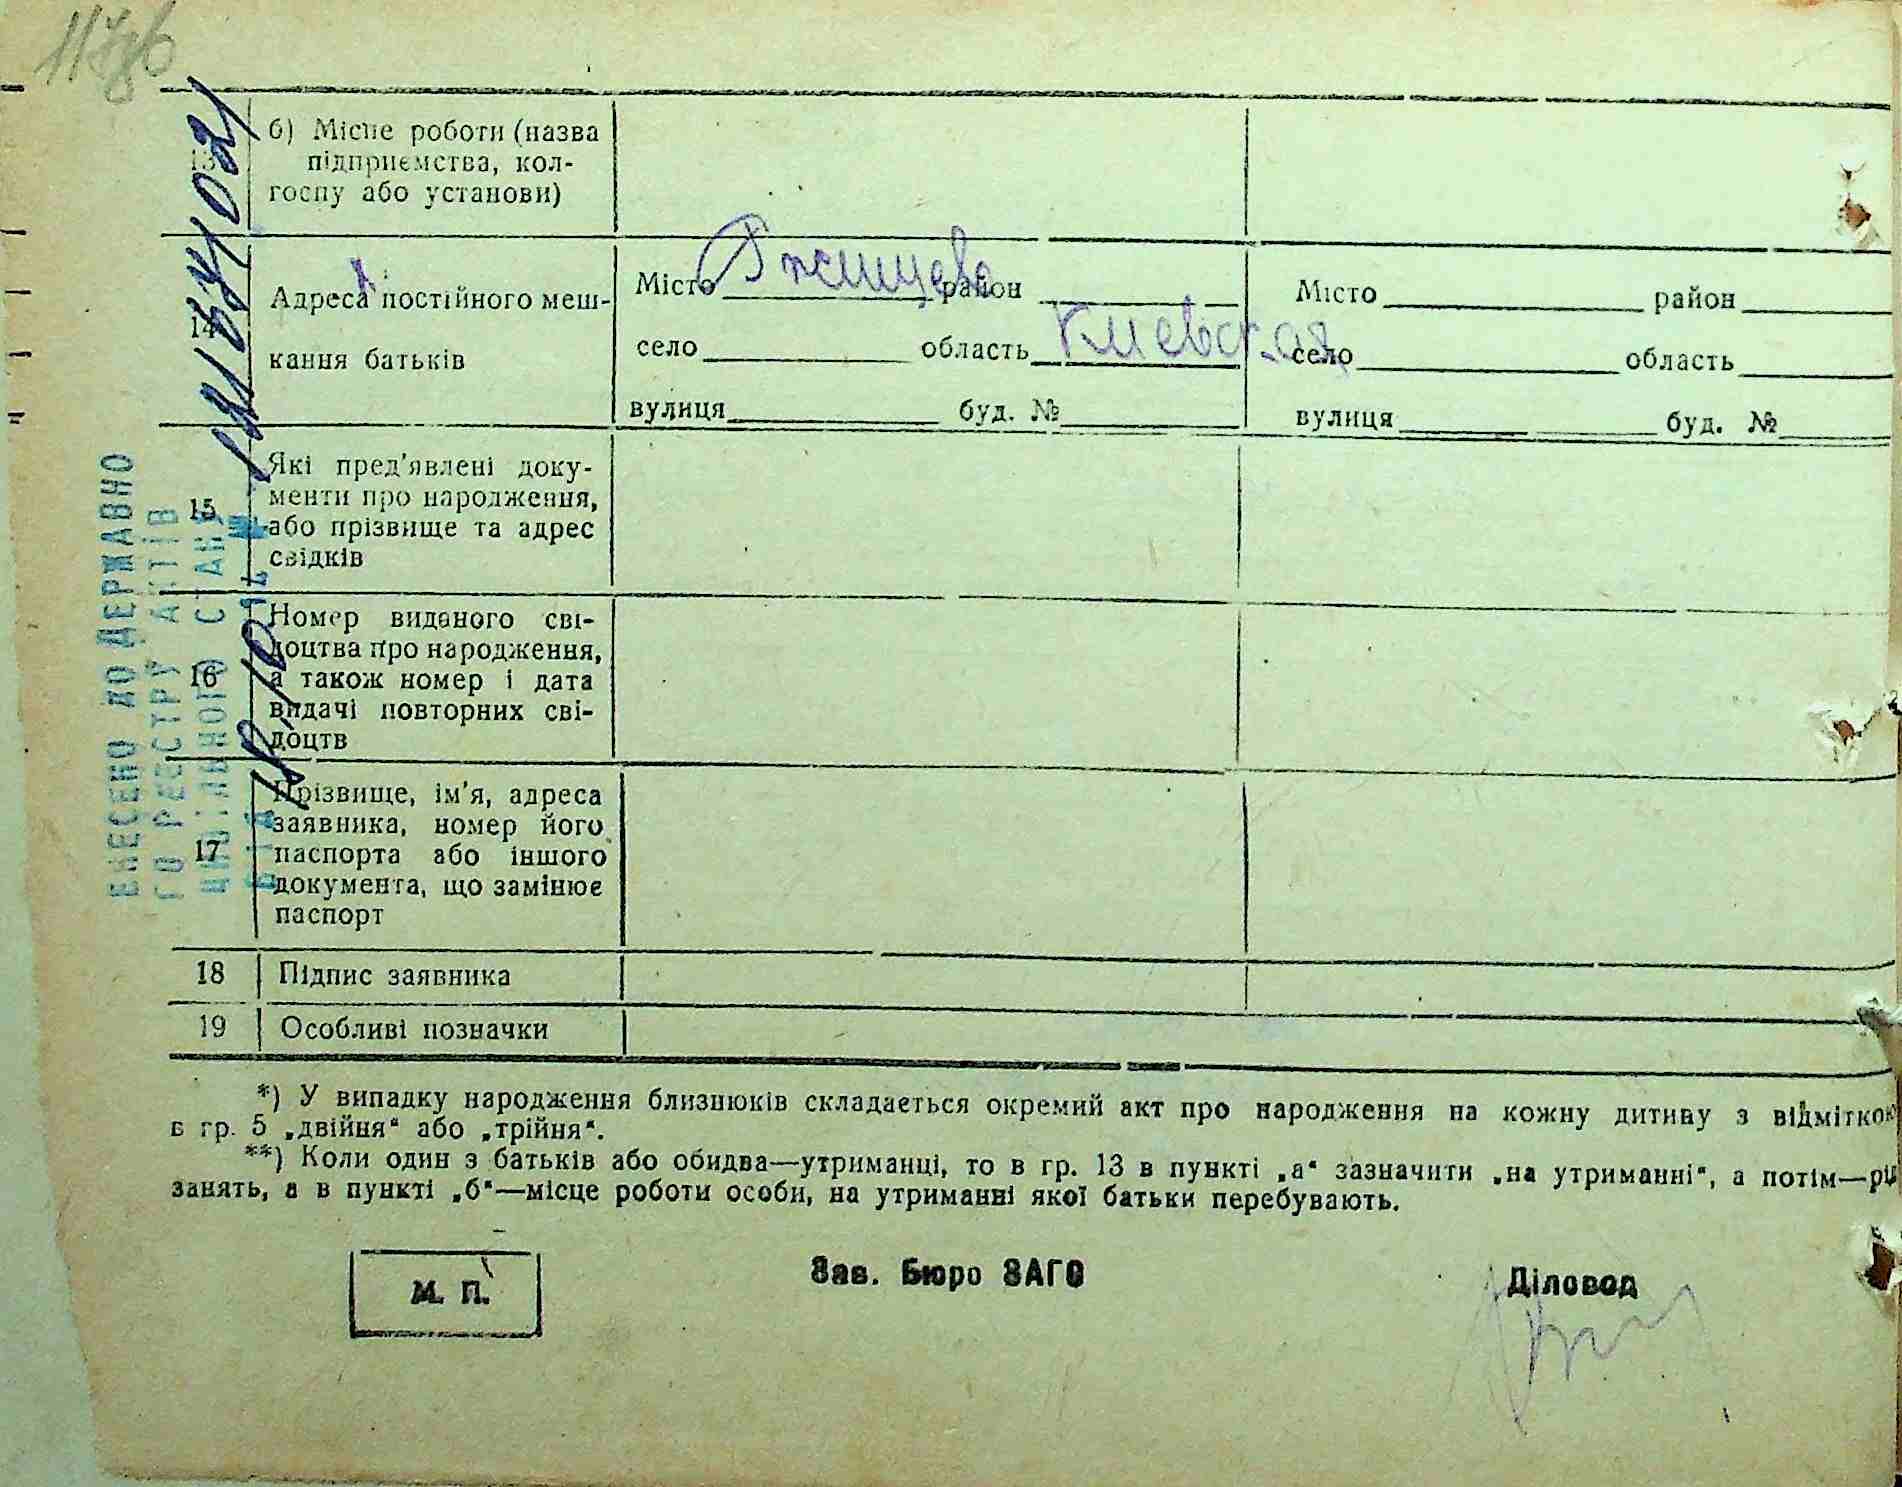 117зв
13
б) Місце роботи (назва
підприємства, кол-
госпу або установи)
14
Адреса постійного меш-
кання батьків
Місто Ржищево район
село область Киевская
вулиця буд. №
Місто район
село область
вулиця буд. №
15
Які пред'явлені доку-
менти про народження,
або прізвище та адрес
свідків
16
Номер виданого сві-
доцтва про народження,
а також номер і дата
видачі повторних сві-
доцтв
17
Прізвище, ім'я, адреса
заявника, номер його
паспорта або іншого
документа, що замінює
паспорт
18 Підпис заявника
19 Особливі позначки
ВНЕСЕНО ДО ДЕРЖАВНО
ГО РЕЄСТРУ АКТІВ
ЦИВІЛЬНОГО СТАНУ
ВІД
*) У випадку народження близнюків складається окремий акт про народження на кожну дитину з відміткою
в гр. 5 „двійня“ або „трійня“.
**) Коли один з батьків або обидва—утриманці, то в гр. 13 в пункті „а“ зазначити „на утриманні“, а потім—рід
занять, а в пункті „б“—місце роботи особи, на утриманні якої батьки перебувають.
М. П.
Зав. Бюро ЗАГС
Діловод